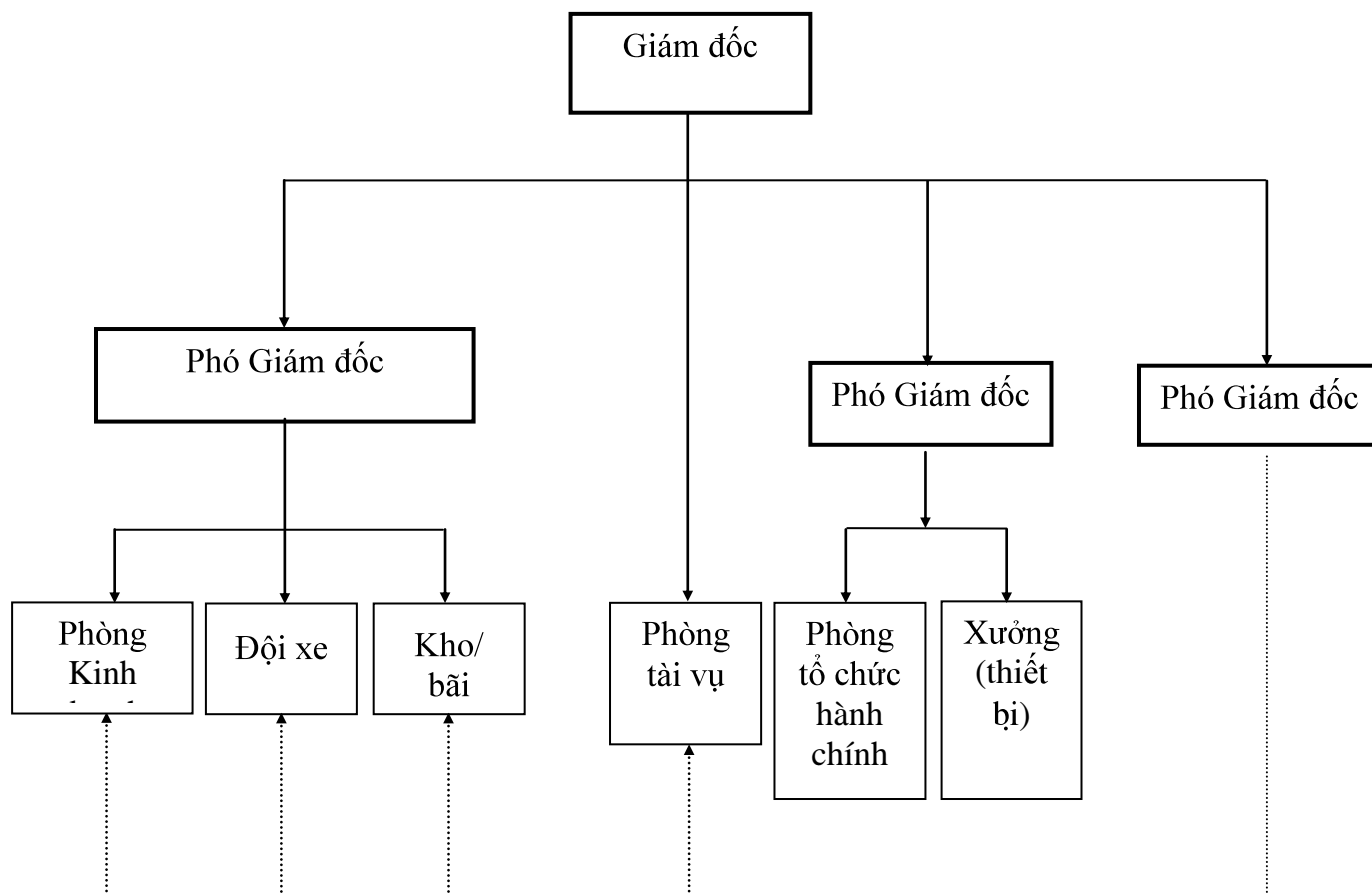 Giám đốc
Phó Giám đốc
Phó Giám đốc
Phó Giám đốc
Phòng
Kinh
Đội xe
Kho/
bãi
Phòng
tài vụ
Phòng
tổ chức
hành
chính
Xưởng
(thiết
bị)